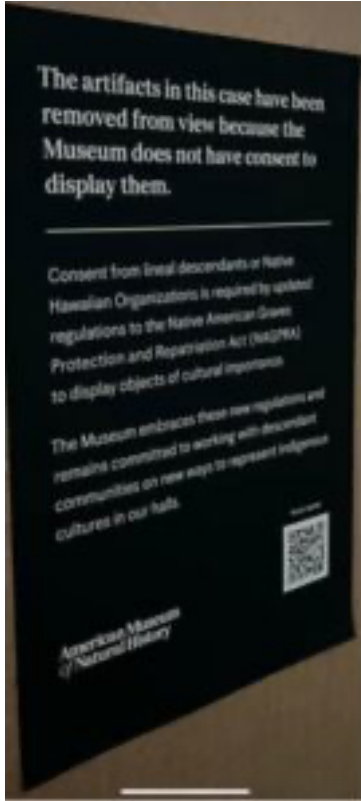 The artifacts in this case have been
removed from view because the
Museum does not have consent to
display them.
Consent from lineal descendants or Native
Hawaiian Organizations is required by updated
regulations to the Native American Graves
Protection and Repatriation Act (NAGPRA)
to display objects of cultural importance.
The Museum embraces these new regulations and
remains committed to working with descendant
communities on new ways to represent Indigenous
cultures in our halls.
American Museum
of Natural History